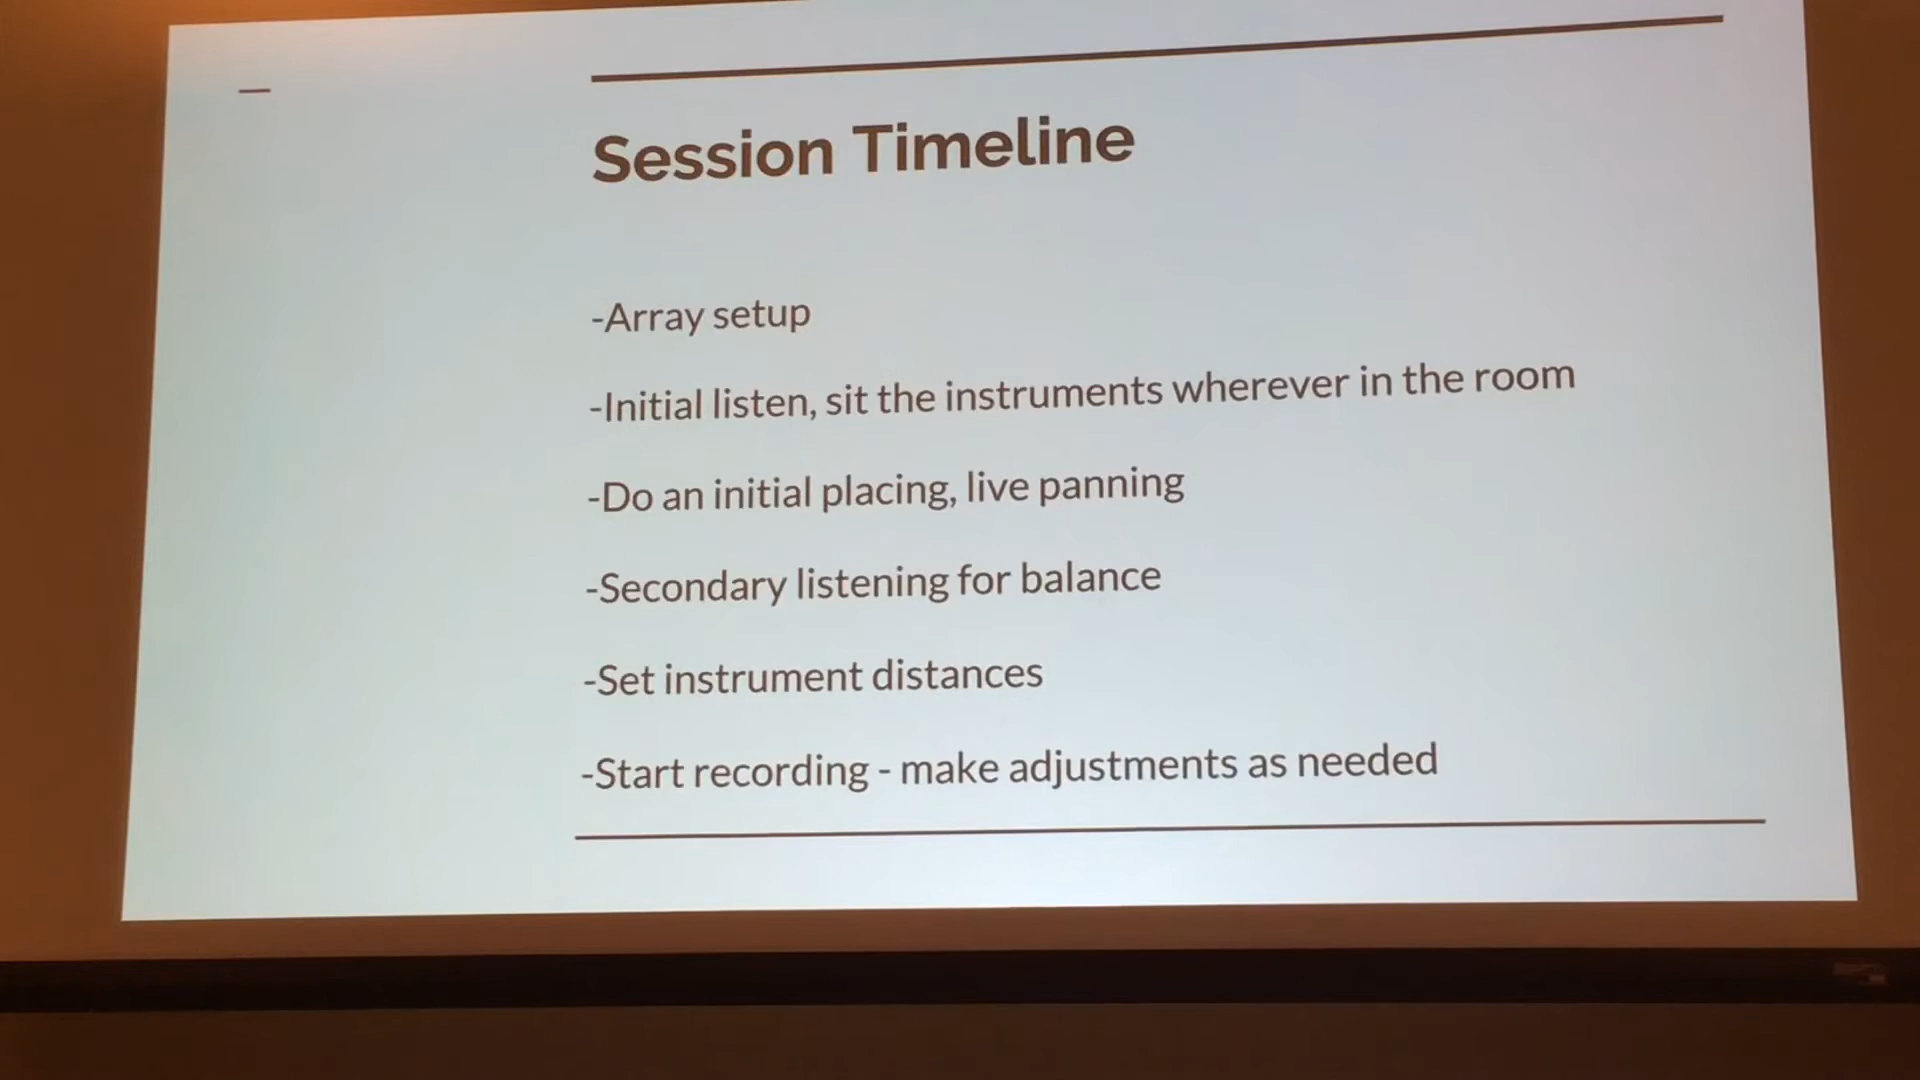 Session Timeline
-Array setup
-Initial listen, sit the instruments wherever in the room
-Do an initial placing, live panning
-Secondary listening for balance
-Set instrument distances
-Start recording - make adjustments as needed